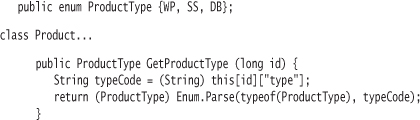 public enum ProductType {WP, SS, DB};
class Product...
public ProductType GetProductType (long id) {
String typeCode = (String) this[id]["type"];
return (ProductType) Enum.Parse(typeof(ProductType), typeCode);
}